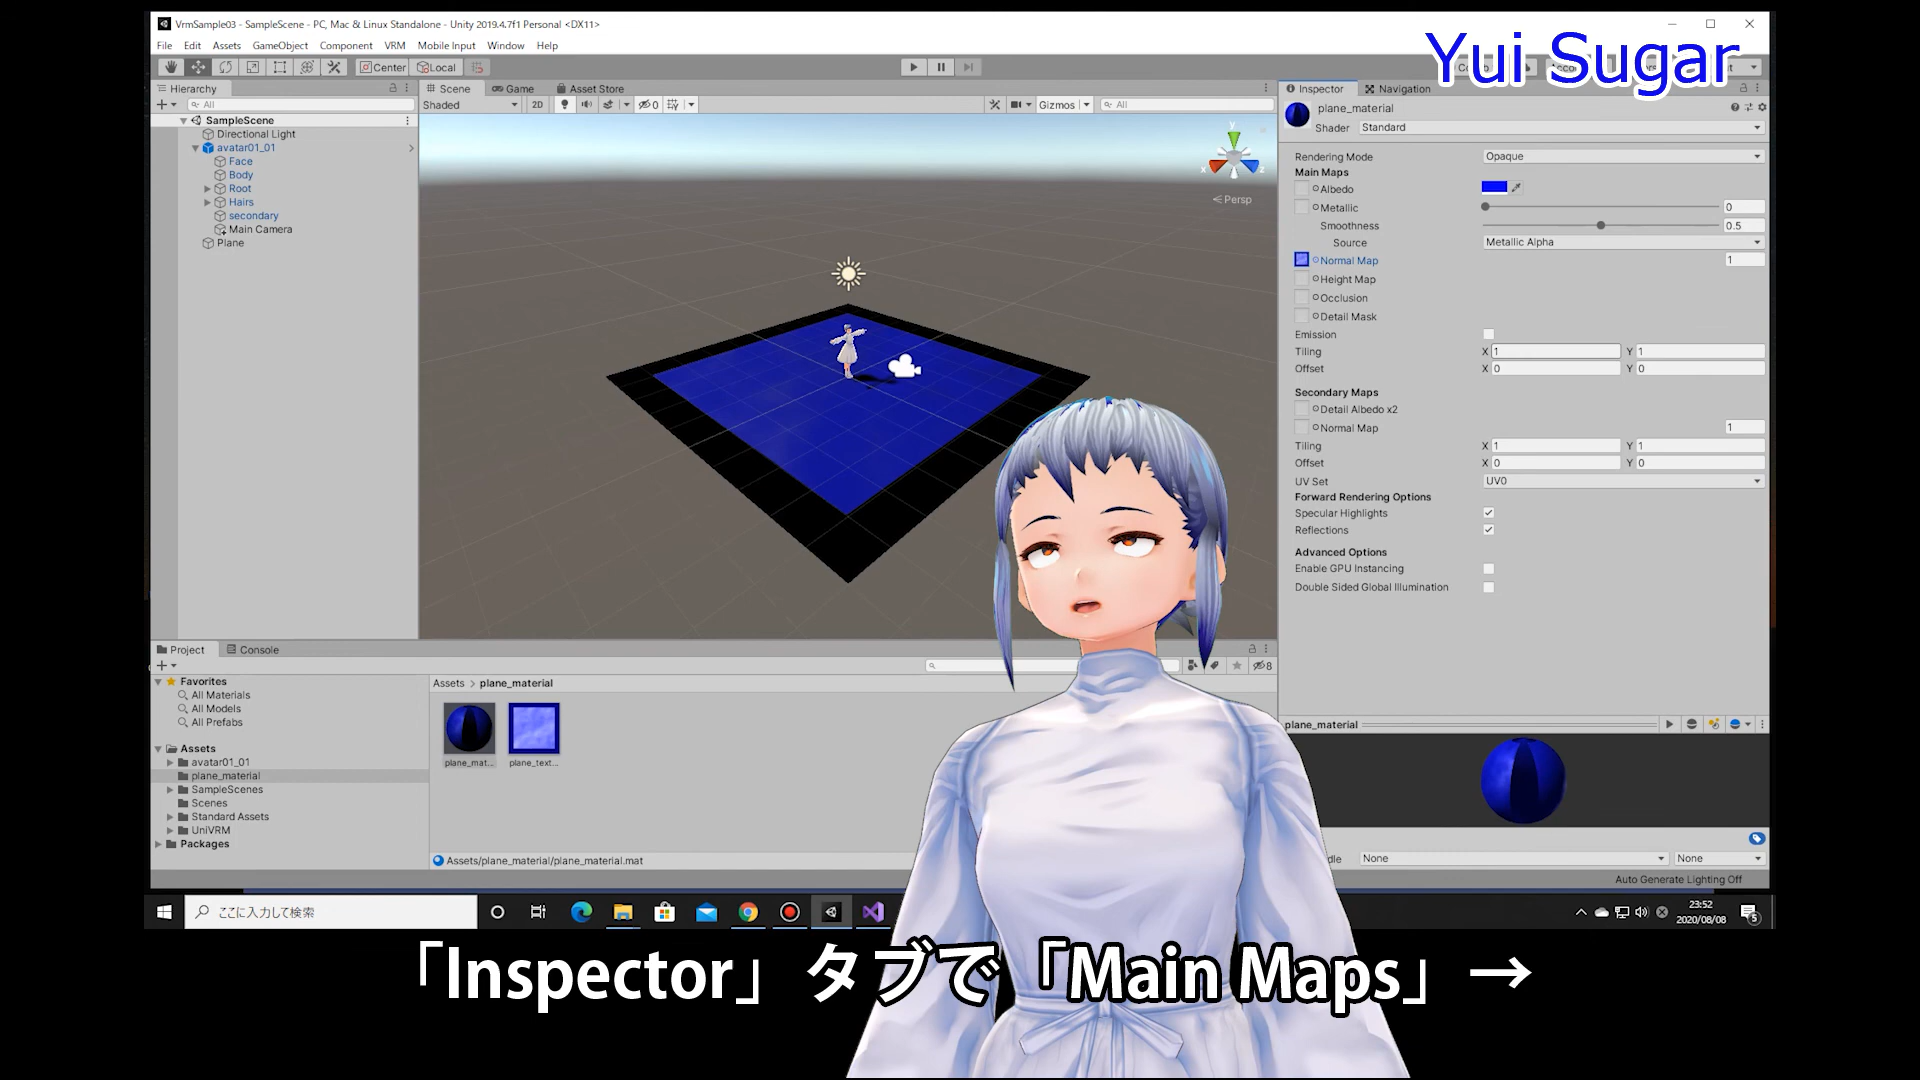 VrmSample03 - SampleScene - PC, Mac & Linux Standalone - Unity 2019.4.7f1 Personal <DX11>
File Edit Assets GameObject Component VRM Mobile Input Window Help
Yui Sugar
Center Local
Hierarchy
All
SampleScene
Directional Light
avatar01_01
Face
Body
Root
Hairs
secondary
Main Camera
Plane
Scene Game Asset Store
Shaded 2D 0 Gizmos All
y
x z
Persp
Inspector Navigation
plane_material
Shader Standard
Rendering Mode Opaque
Main Maps
Albedo
Metallic 0
Smoothness 0.5
Source Metallic Alpha
Normal Map 1
Height Map
Occlusion
Detail Mask
Emission
Tiling X 1 Y 1
Offset X 0 Y 0
Secondary Maps
Detail Albedo x2
Normal Map 1
Tiling X 1 Y 1
Offset X 0 Y 0
UV Set UV0
Forward Rendering Options
Specular Highlights
Reflections
Advanced Options
Enable GPU Instancing
Double Sided Global Illumination
Project Console
8
Favorites
All Materials
All Models
All Prefabs
Assets
avatar01_01
plane_material
SampleScenes
Scenes
Standard Assets
UniVRM
Packages
Assets > plane_material
plane_mat... plane_text...
Assets/plane_material/plane_material.mat
plane_material
None None
Auto Generate Lighting Off
ここに入力して検索
23:52
2020/08/08
5
「Inspector」タブで「Main Maps」→